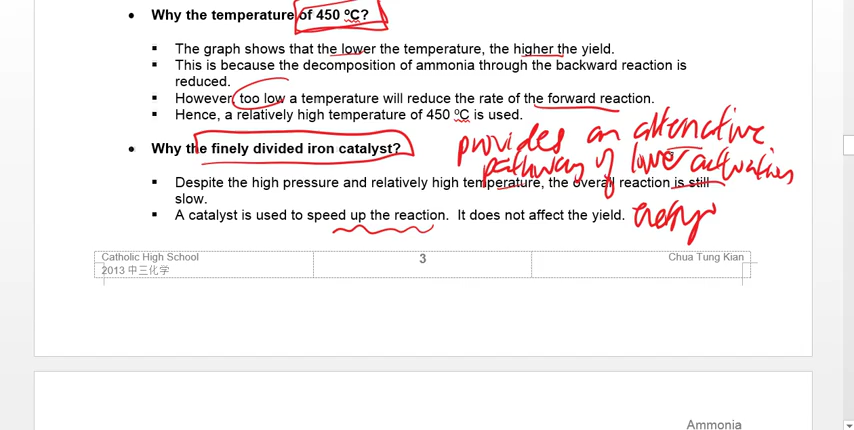 • Why the temperature of 450 ºC?
▪ The graph shows that the lower the temperature, the higher the yield.
▪ This is because the decomposition of ammonia through the backward reaction is
reduced.
▪ However, too low a temperature will reduce the rate of the forward reaction.
▪ Hence, a relatively high temperature of 450 ºC is used.
• Why the finely divided iron catalyst?
provides an alternative
pathway of lower activation
energy
▪ Despite the high pressure and relatively high temperature, the overall reaction is still
slow.
▪ A catalyst is used to speed up the reaction. It does not affect the yield.
Catholic High School
2013 中三化学
3
Chua Tung Kian
Ammonia